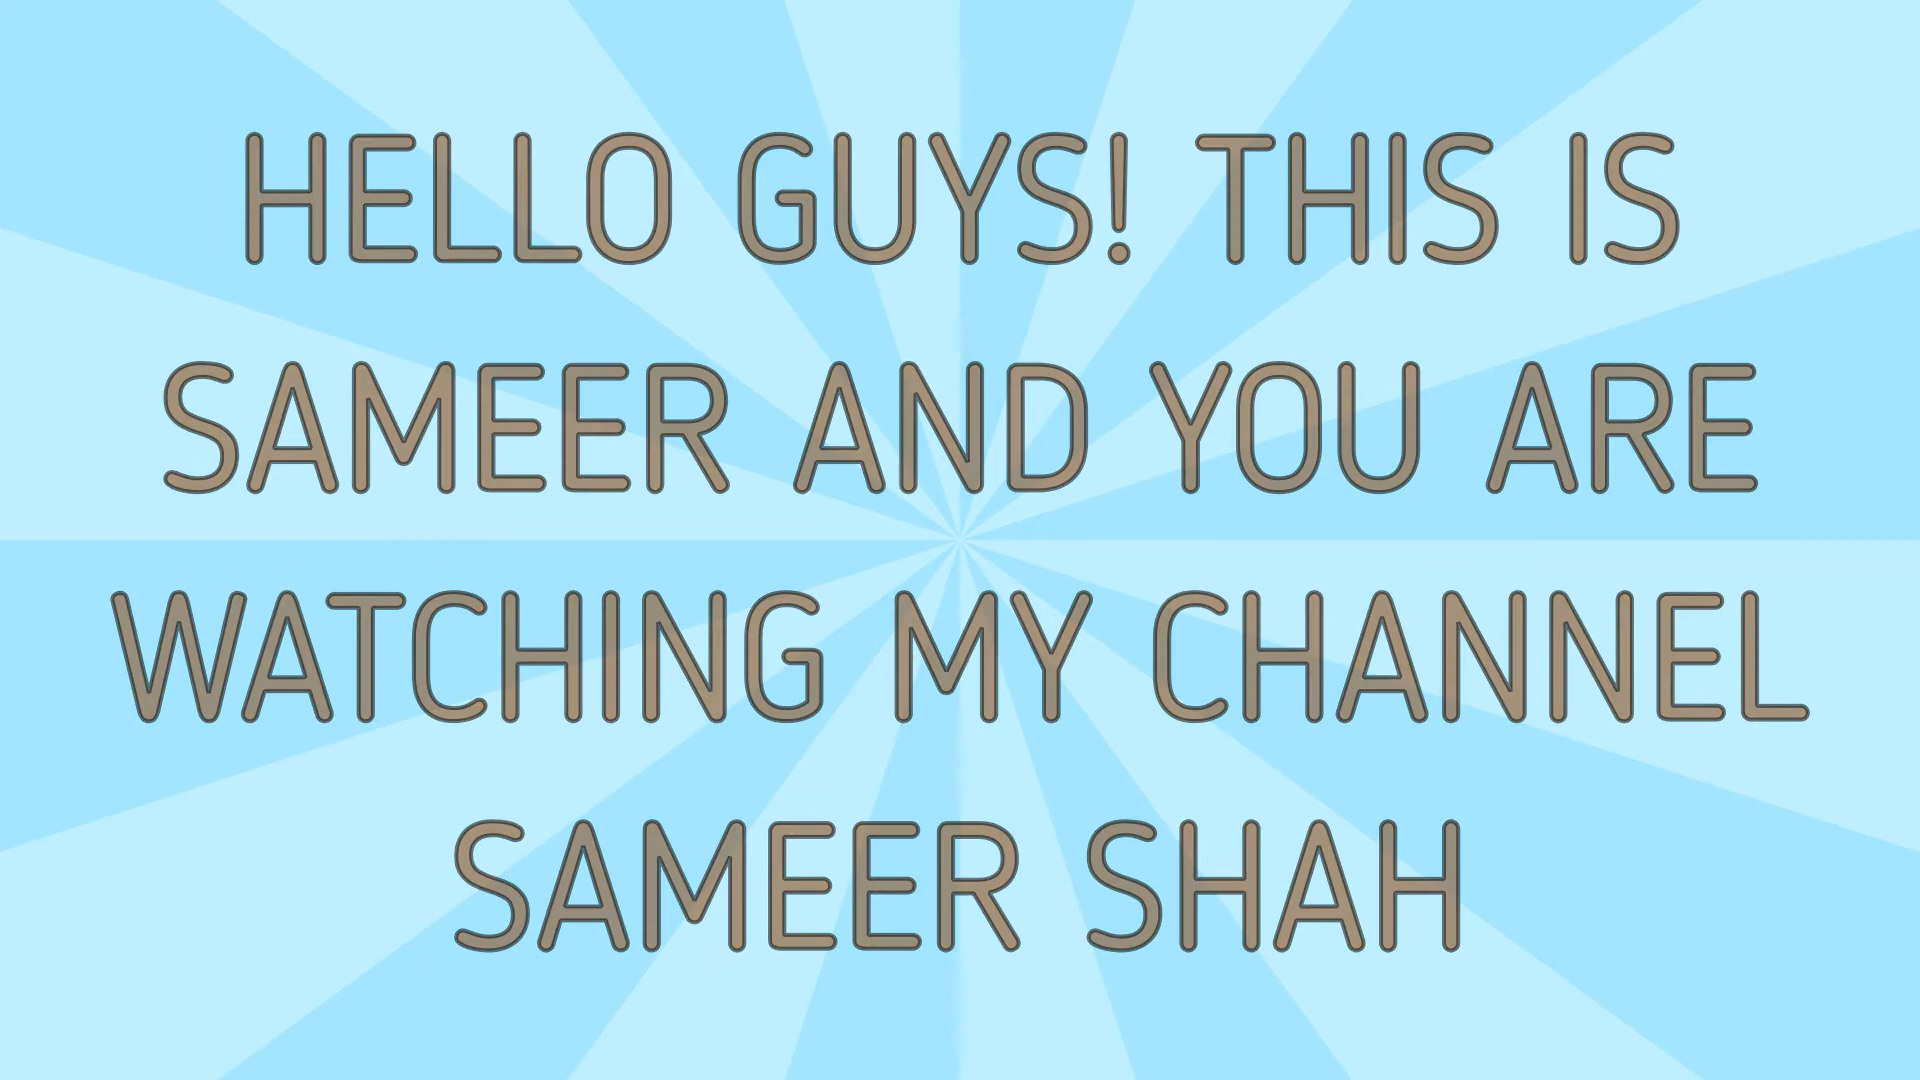 HELLO GUYS! THIS IS
SAMEER AND YOU ARE
WATCHING MY CHANNEL
SAMEER SHAH